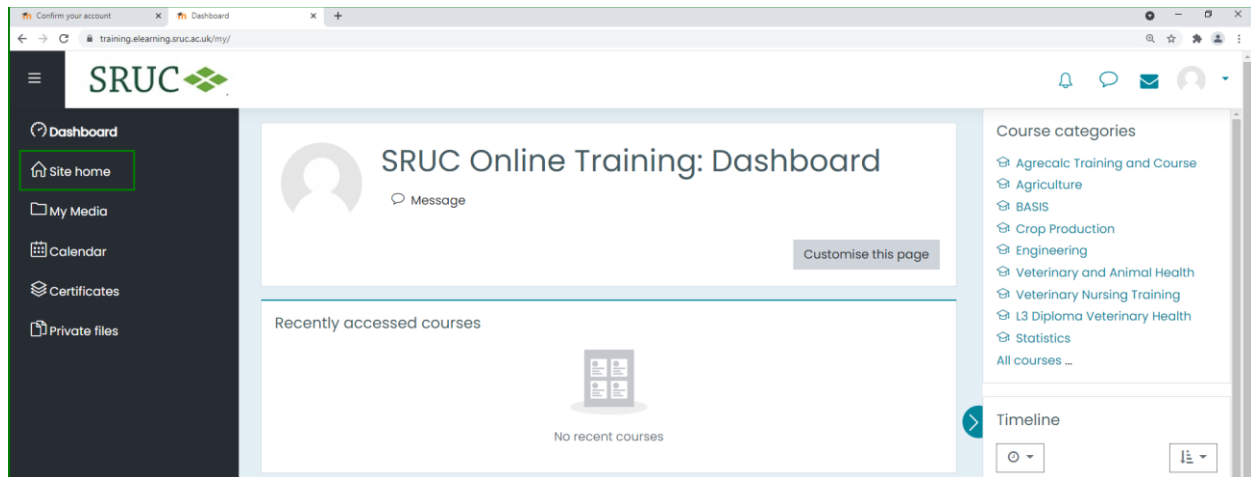 Confirm your account
Dashboard
training.elearning.sruc.ac.uk/my/
SRUC
Dashboard
Site home
My Media
Calendar
Certificates
Private files
SRUC Online Training: Dashboard
Message
Customise this page
Recently accessed courses
No recent courses
Course categories
Agrecalc Training and Course
Agriculture
BASIS
Crop Production
Engineering
Veterinary and Animal Health
Veterinary Nursing Training
L3 Diploma Veterinary Health
Statistics
All courses ...
Timeline